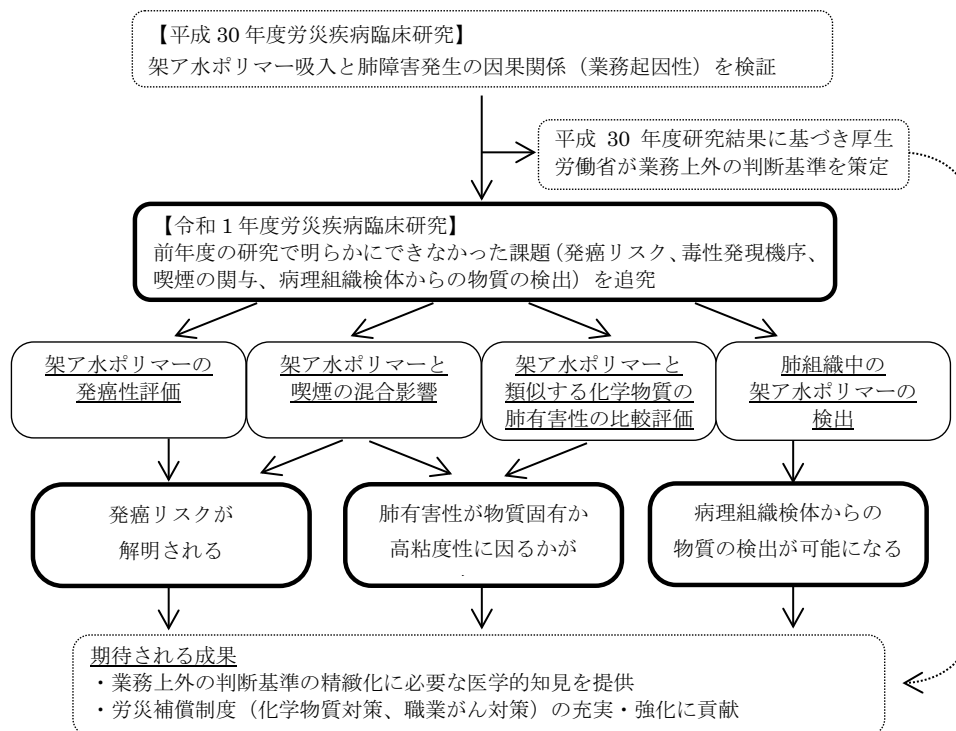 【平成 30 年度労災疾病臨床研究】
架ア水ポリマー吸入と肺障害発生の因果関係（業務起因性）を検証
平成 30 年度研究結果に基づき厚生
労働省が業務上外の判断基準を策定
【令和 1 年度労災疾病臨床研究】
前年度の研究で明らかにできなかった課題（発癌リスク、毒性発現機序、
喫煙の関与、病理組織検体からの物質の検出）を追究
架ア水ポリマーの
発癌性評価
架ア水ポリマーと
喫煙の混合影響
架ア水ポリマーと
類似する化学物質の
肺有害性の比較評価
肺組織中の
架ア水ポリマーの
検出
発癌リスクが
解明される
肺有害性が物質固有か
高粘度性に因るかが
病理組織検体からの
物質の検出が可能になる
期待される成果
・業務上外の判断基準の精緻化に必要な医学的知見を提供
・労災補償制度（化学物質対策、職業がん対策）の充実・強化に貢献